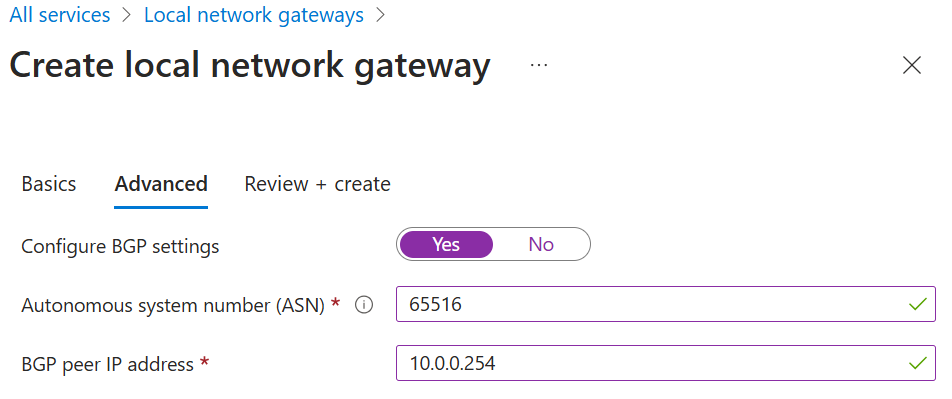 All services > Local network gateways >
Create local network gateway ...
Basics Advanced Review + create
Configure BGP settings Yes No
Autonomous system number (ASN) * 65516
BGP peer IP address * 10.0.0.254